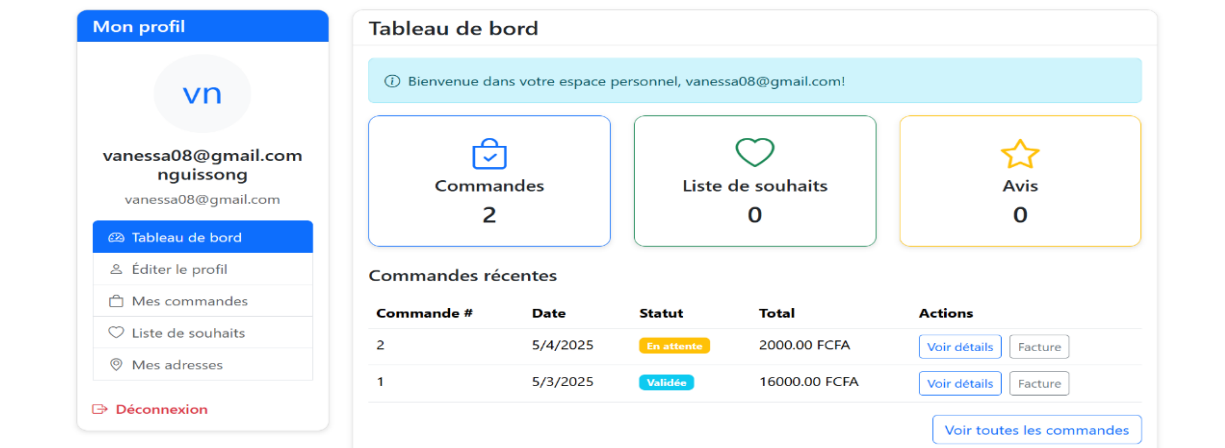 Mon profil
vn
vanessa08@gmail.com
nguissong
vanessa08@gmail.com
Tableau de bord
Éditer le profil
Mes commandes
Liste de souhaits
Mes adresses
Déconnexion
Tableau de bord
Bienvenue dans votre espace personnel, vanessa08@gmail.com!
Commandes
2
Liste de souhaits
0
Avis
0
Commandes récentes
Commande # Date Statut Total Actions
2 5/4/2025 En attente 2000.00 FCFA Voir détails Facture
1 5/3/2025 Validée 16000.00 FCFA Voir détails Facture
Voir toutes les commandes